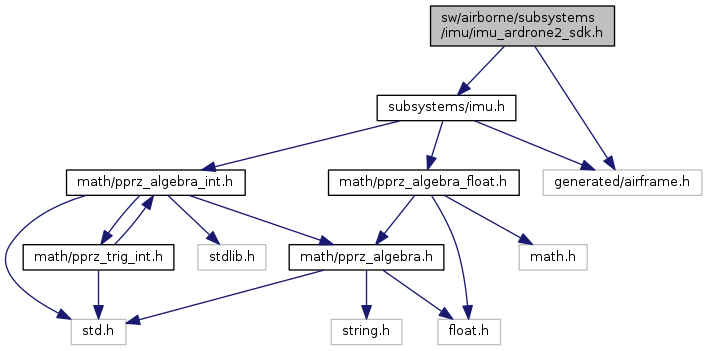 sw/airborne/subsystems
/imu/imu_ardrone2_sdk.h
subsystems/imu.h
math/pprz_algebra_int.h
math/pprz_algebra_float.h
generated/airframe.h
math/pprz_trig_int.h
stdlib.h
math/pprz_algebra.h
math.h
std.h
string.h
float.h